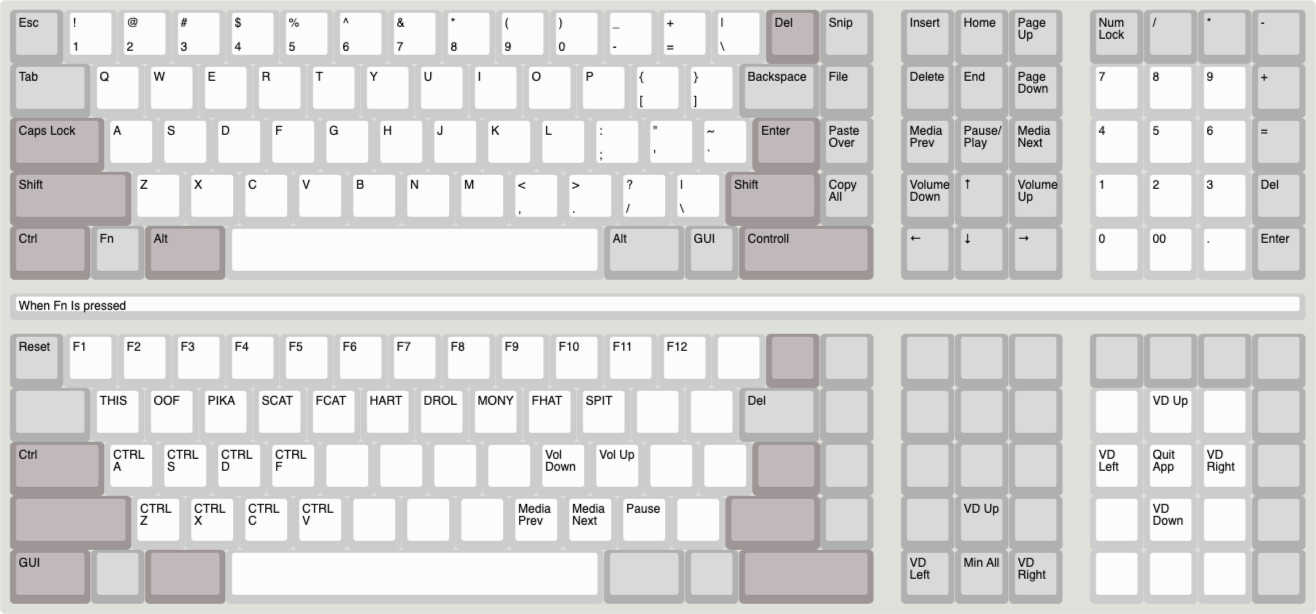 Esc ! @ # $ % ^ & * ( ) _ + | Del Snip Insert Home Page Up Num Lock / * -
1 2 3 4 5 6 7 8 9 0 - = \
Tab Q W E R T Y U I O P { } Backspace File Delete End Page Down 7 8 9 +
[ ]
Caps Lock A S D F G H J K L : " ~ Enter Paste Over Media Prev Pause/ Play Media Next 4 5 6 =
; ' `
Shift Z X C V B N M < > ? | Shift Copy All Volume Down ↑ Volume Up 1 2 3 Del
, . / \
Ctrl Fn Alt Alt GUI Controll ← ↓ → 0 00 . Enter
When Fn Is pressed
Reset F1 F2 F3 F4 F5 F6 F7 F8 F9 F10 F11 F12
THIS OOF PIKA SCAT FCAT HART DROL MONY FHAT SPIT Del VD Up
Ctrl CTRL A CTRL S CTRL D CTRL F Vol Down Vol Up VD Left Quit App VD Right
CTRL Z CTRL X CTRL C CTRL V Media Prev Media Next Pause VD Up VD Down
GUI VD Left Min All VD Right